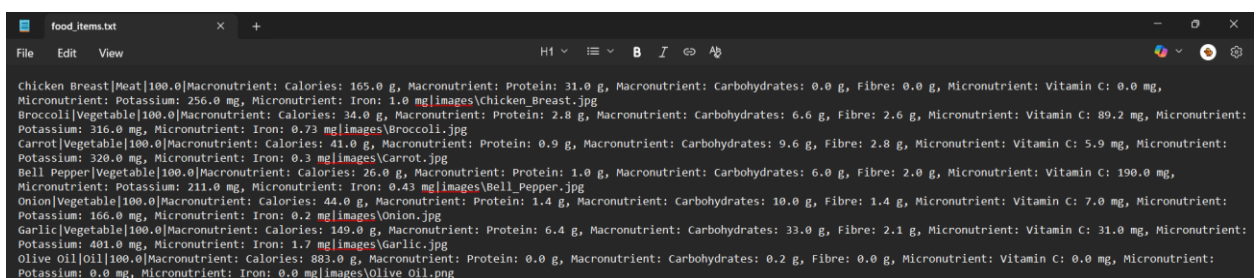 food_items.txt
File Edit View H1 B I
Chicken Breast|Meat|100.0|Macronutrient: Calories: 165.0 g, Macronutrient: Protein: 31.0 g, Macronutrient: Carbohydrates: 0.0 g, Fibre: 0.0 g, Micronutrient: Vitamin C: 0.0 mg,
Micronutrient: Potassium: 256.0 mg, Micronutrient: Iron: 1.0 mg|images\Chicken_Breast.jpg
Broccoli|Vegetable|100.0|Macronutrient: Calories: 34.0 g, Macronutrient: Protein: 2.8 g, Macronutrient: Carbohydrates: 6.6 g, Fibre: 2.6 g, Micronutrient: Vitamin C: 89.2 mg, Micronutrient:
Potassium: 316.0 mg, Micronutrient: Iron: 0.73 mg|images\Broccoli.jpg
Carrot|Vegetable|100.0|Macronutrient: Calories: 41.0 g, Macronutrient: Protein: 0.9 g, Macronutrient: Carbohydrates: 9.6 g, Fibre: 2.8 g, Micronutrient: Vitamin C: 5.9 mg, Micronutrient:
Potassium: 320.0 mg, Micronutrient: Iron: 0.3 mg|images\Carrot.jpg
Bell Pepper|Vegetable|100.0|Macronutrient: Calories: 26.0 g, Macronutrient: Protein: 1.0 g, Macronutrient: Carbohydrates: 6.0 g, Fibre: 2.0 g, Micronutrient: Vitamin C: 190.0 mg,
Micronutrient: Potassium: 211.0 mg, Micronutrient: Iron: 0.43 mg|images\Bell_Pepper.jpg
Onion|Vegetable|100.0|Macronutrient: Calories: 44.0 g, Macronutrient: Protein: 1.4 g, Macronutrient: Carbohydrates: 10.0 g, Fibre: 1.4 g, Micronutrient: Vitamin C: 7.0 mg, Micronutrient:
Potassium: 166.0 mg, Micronutrient: Iron: 0.2 mg|images\Onion.jpg
Garlic|Vegetable|100.0|Macronutrient: Calories: 149.0 g, Macronutrient: Protein: 6.4 g, Macronutrient: Carbohydrates: 33.0 g, Fibre: 2.1 g, Micronutrient: Vitamin C: 31.0 mg, Micronutrient:
Potassium: 401.0 mg, Micronutrient: Iron: 1.7 mg|images\Garlic.jpg
Olive Oil|Oil|100.0|Macronutrient: Calories: 883.0 g, Macronutrient: Protein: 0.0 g, Macronutrient: Carbohydrates: 0.2 g, Fibre: 0.0 g, Micronutrient: Vitamin C: 0.0 mg, Micronutrient:
Potassium: 0.0 mg, Micronutrient: Iron: 0.0 mg|images\Olive Oil.png